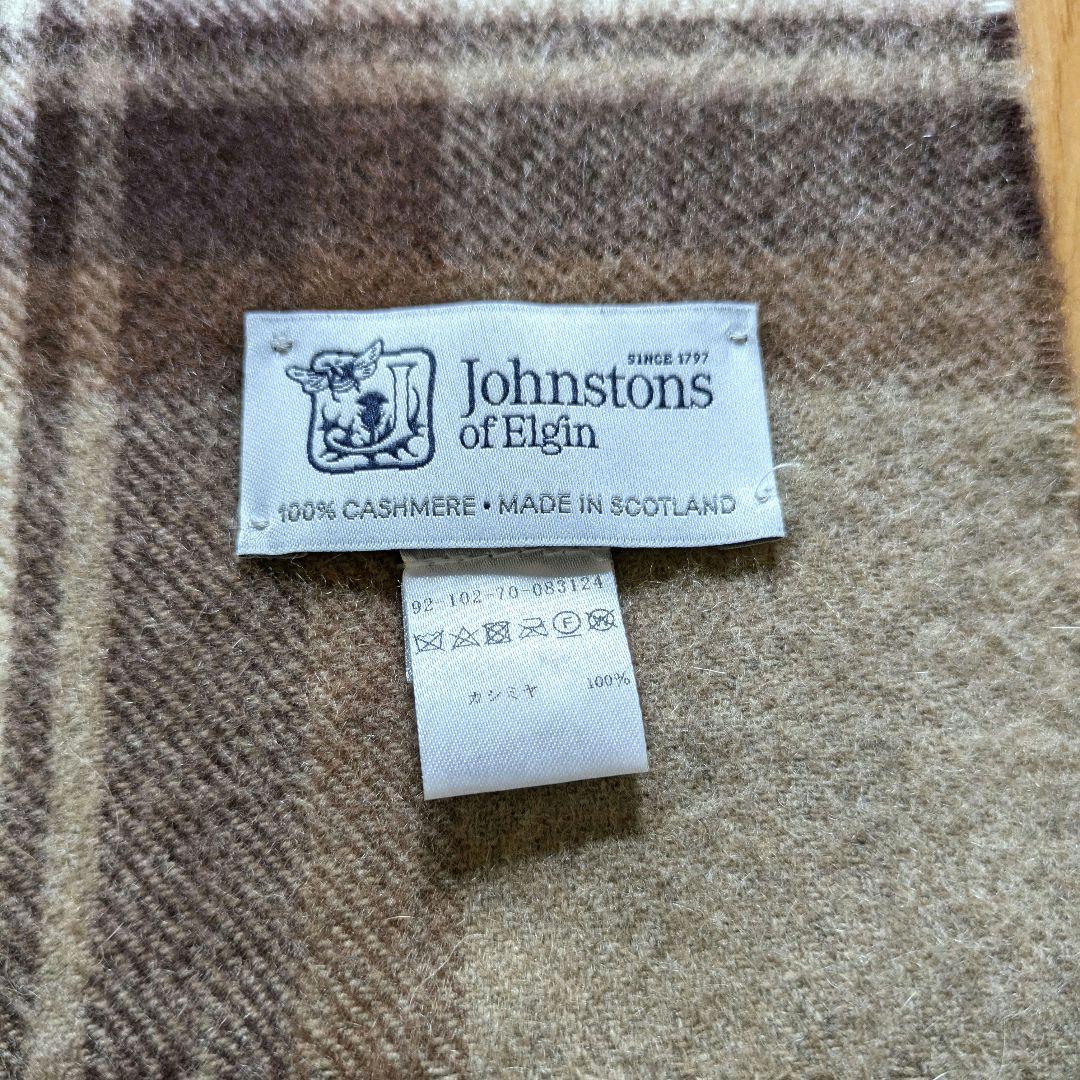 SINCE 1797
Johnstons
of Elgin
100% CASHMERE • MADE IN SCOTLAND
92-102-70-083124
カシミヤ 100%